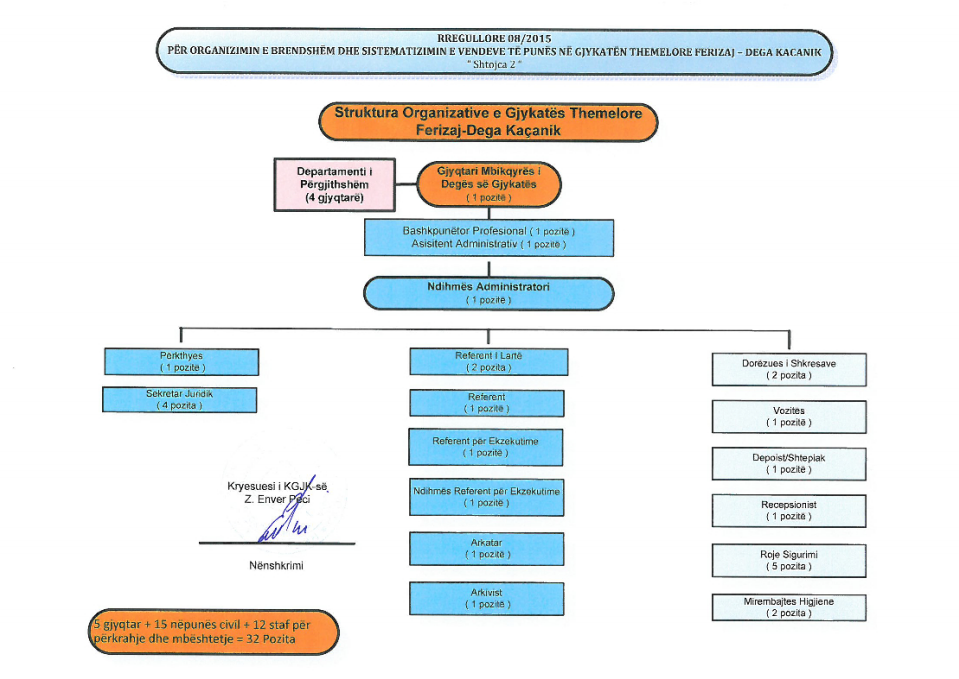 RREGULLORE 08/2015
PËR ORGANIZIMIN E BRENDSHËM DHE SISTEMATIZIMIN E VENDEVE TË PUNËS NË GJYKATËN THEMELORE FERIZAJ – DEGA KACANIK
" Shtojca 2 "
Struktura Organizative e Gjykatës Themelore
Ferizaj-Dega Kaçanik
Departamenti i
Përgjithshëm
(4 gjyqtarë)
Gjyqtari Mbikqyrës i
Degës së Gjykatës
( 1 pozitë )
Bashkpunëtor Profesional ( 1 pozitë )
Asisitent Administrativ ( 1 pozitë )
Ndihmës Administratori
( 1 pozitë )
Përkthyes
( 1 pozitë )
Sekretar Juridik
( 4 pozita )
Referent I Lartë
( 2 pozita )
Referent
( 1 pozitë )
Referent për Ekzekutime
( 1 pozitë )
Ndihmës Referent për Ekzekutime
( 1 pozitë )
Arkatar
( 1 pozitë )
Arkivist
( 1 pozitë )
Dorëzues i Shkresave
( 2 pozita )
Vozitës
( 1 pozitë )
Depoist/Shtepiak
( 1 pozitë )
Recepsionist
( 1 pozitë )
Roje Sigurimi
( 5 pozita )
Mirembajtes Higjiene
( 2 pozita )
Kryesuesi i KGJK-së
Z. Enver Peci
Nënshkrimi
5 gjyqtar + 15 nëpunës civil + 12 staf për
përkrahje dhe mbështetje = 32 Pozita